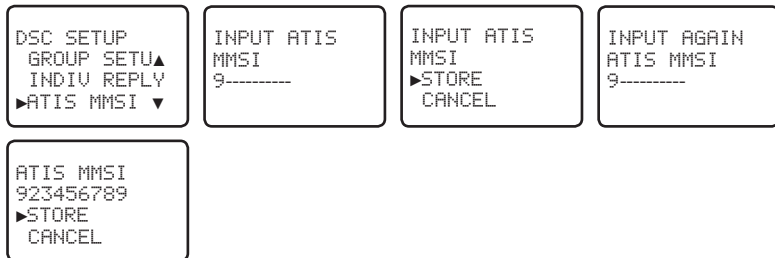 DSC SETUP
GROUP SETU▲
INDIV REPLY
►ATIS MMSI ▼
INPUT ATIS
MMSI
9----------
INPUT ATIS
MMSI
►STORE
CANCEL
INPUT AGAIN
ATIS MMSI
9----------
ATIS MMSI
923456789
►STORE
CANCEL